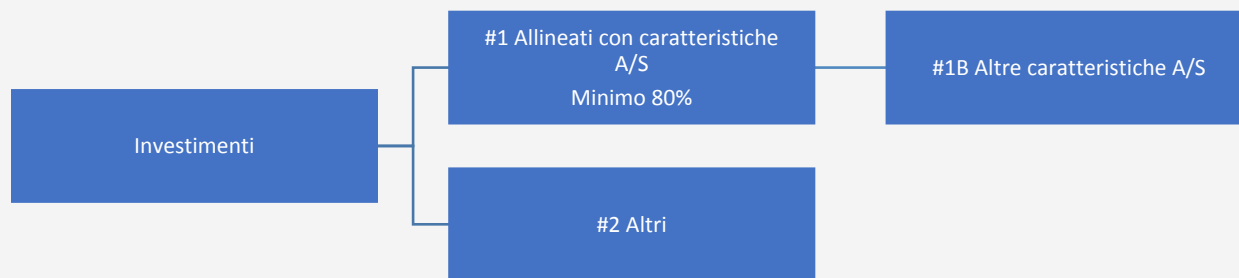 #1 Allineati con caratteristiche
A/S
Minimo 80%
#1B Altre caratteristiche A/S
Investimenti
#2 Altri